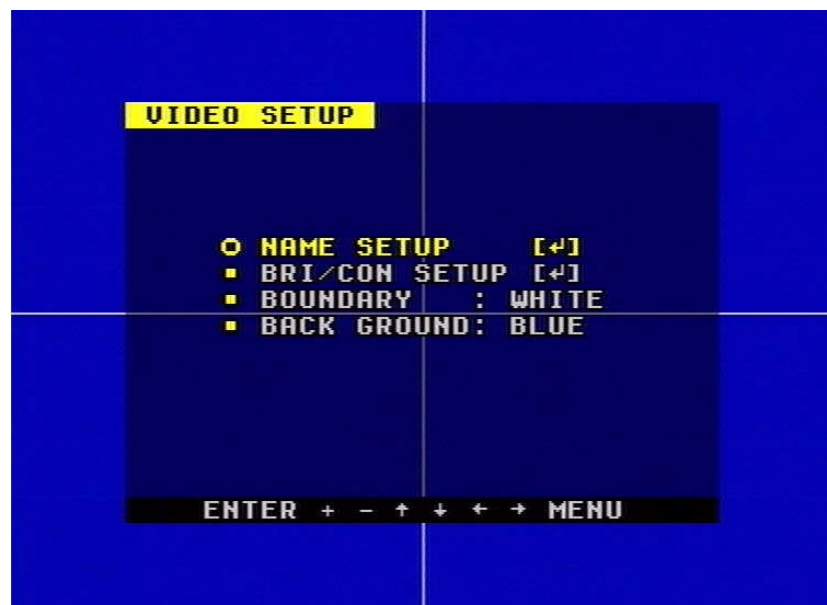 VIDEO SETUP
NAME SETUP [↵]
BRI/CON SETUP [↵]
BOUNDARY : WHITE
BACK GROUND: BLUE
ENTER + - ↑ ↓ ← → MENU